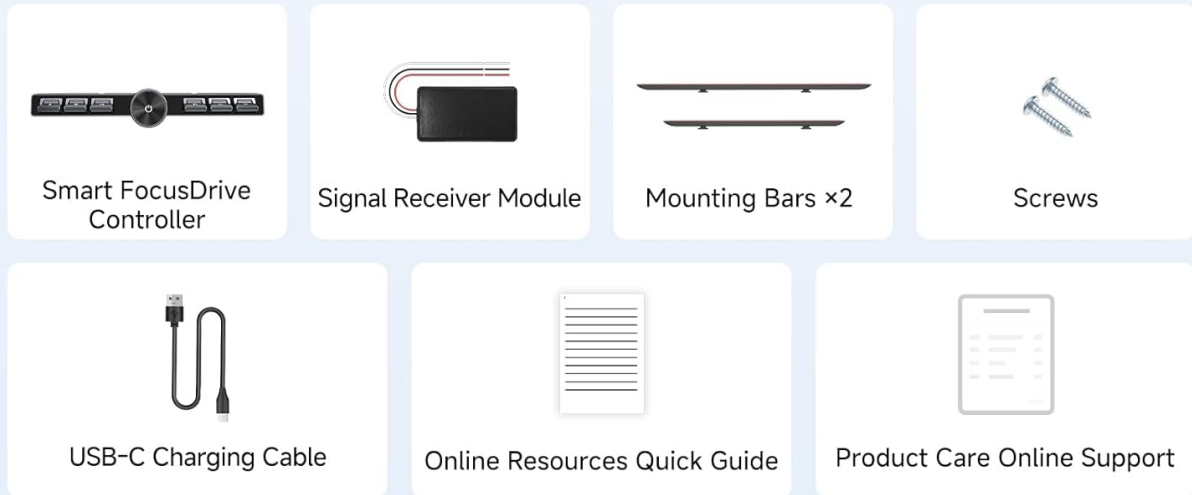 Smart FocusDrive
Controller
Signal Receiver Module
Mounting Bars ×2
Screws
USB-C Charging Cable
Online Resources Quick Guide
Product Care Online Support